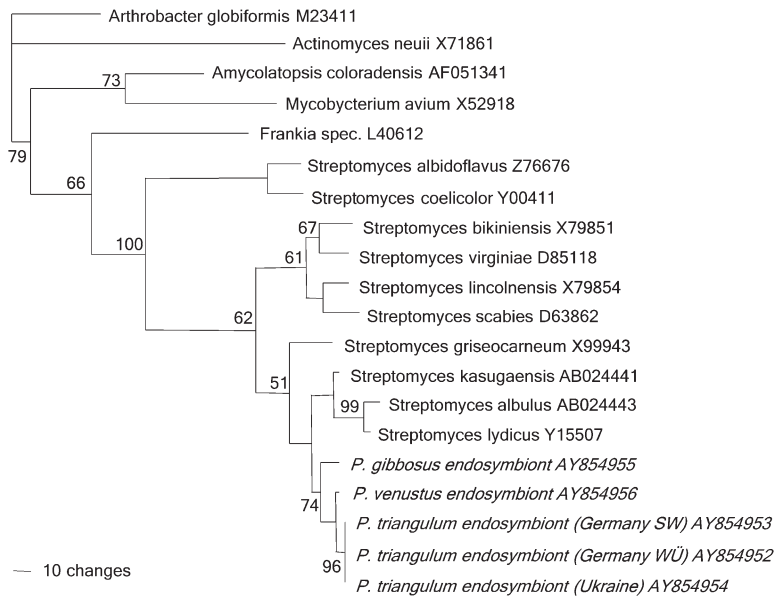 Arthrobacter globiformis M23411
Actinomyces neuii X71861
73
Amycolatopsis coloradensis AF051341
Mycobycterium avium X52918
Frankia spec. L40612
79
66
Streptomyces albidoflavus Z76676
Streptomyces coelicolor Y00411
67
Streptomyces bikiniensis X79851
100
61
Streptomyces virginiae D85118
Streptomyces lincolnensis X79854
62
Streptomyces scabies D63862
Streptomyces griseocarneum X99943
51
Streptomyces kasugaensis AB024441
99
Streptomyces albulus AB024443
Streptomyces lydicus Y15507
P. gibbosus endosymbiont AY854955
P. venustus endosymbiont AY854956
74
P. triangulum endosymbiont (Germany SW) AY854953
P. triangulum endosymbiont (Germany WÜ) AY854952
96
P. triangulum endosymbiont (Ukraine) AY854954
10 changes